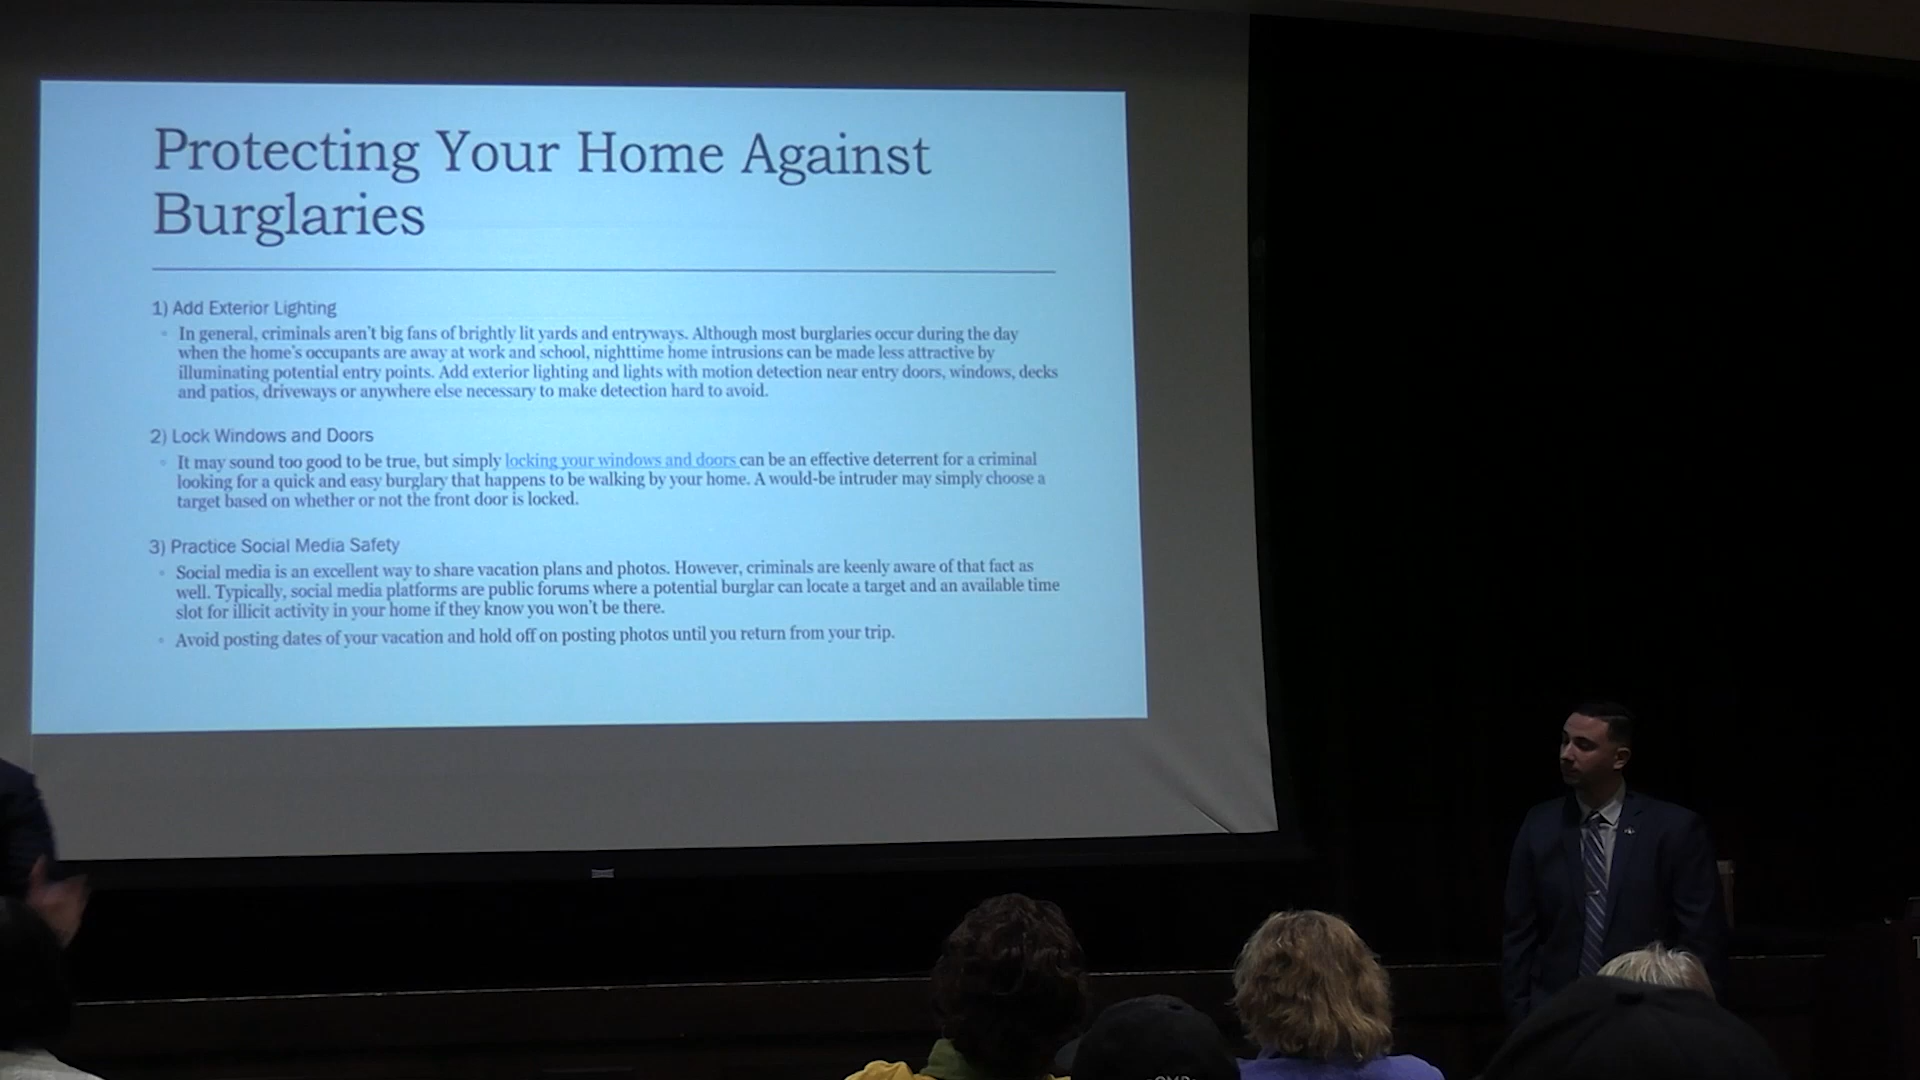 Protecting Your Home Against
Burglaries
1) Add Exterior Lighting
◦ In general, criminals aren't big fans of brightly lit yards and entryways. Although most burglaries occur during the day
when the home's occupants are away at work and school, nighttime home intrusions can be made less attractive by
illuminating potential entry points. Add exterior lighting and lights with motion detection near entry doors, windows, decks
and patios, driveways or anywhere else necessary to make detection hard to avoid.
2) Lock Windows and Doors
◦ It may sound too good to be true, but simply locking your windows and doors can be an effective deterrent for a criminal
looking for a quick and easy burglary that happens to be walking by your home. A would-be intruder may simply choose a
target based on whether or not the front door is locked.
3) Practice Social Media Safety
◦ Social media is an excellent way to share vacation plans and photos. However, criminals are keenly aware of that fact as
well. Typically, social media platforms are public forums where a potential burglar can locate a target and an available time
slot for illicit activity in your home if they know you won't be there.
◦ Avoid posting dates of your vacation and hold off on posting photos until you return from your trip.